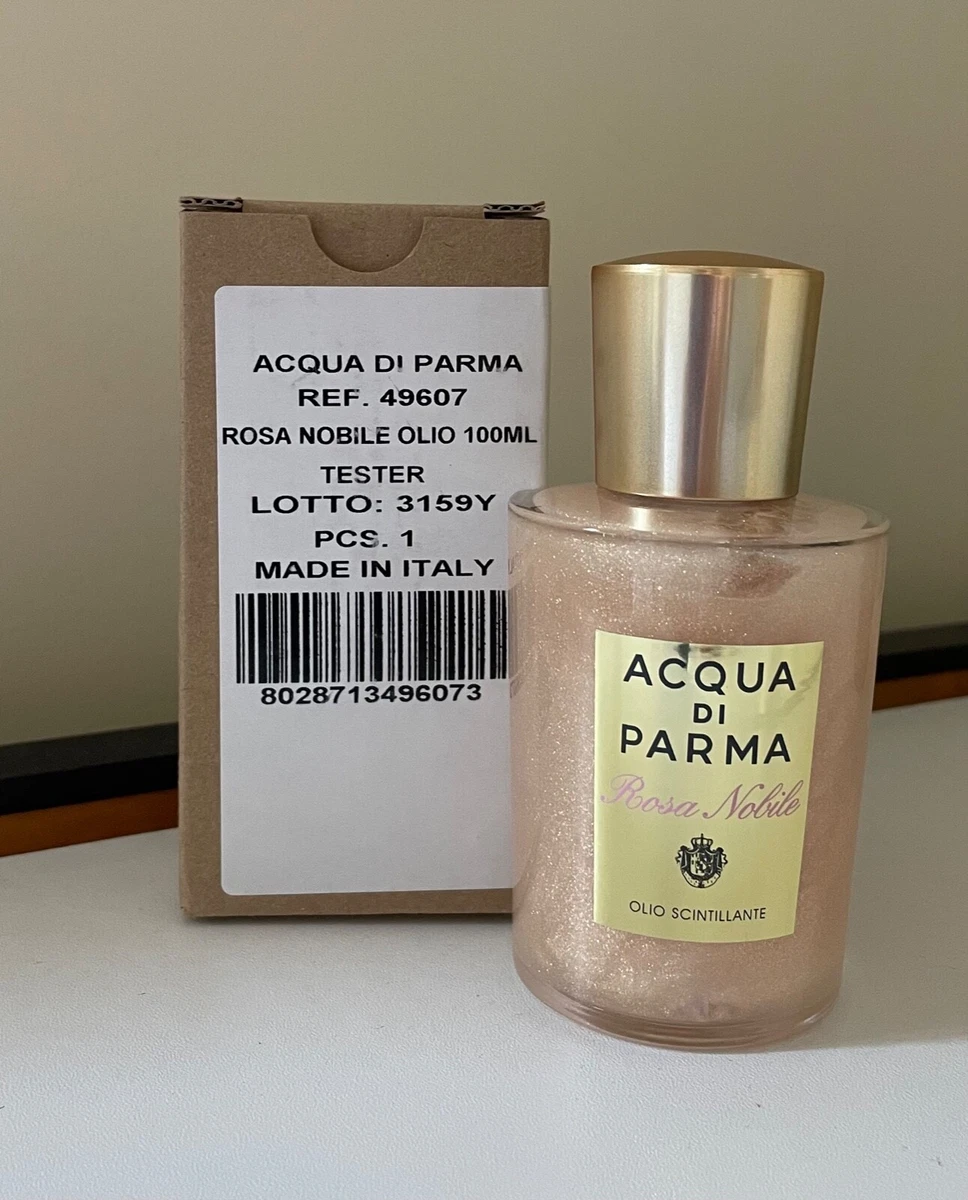 ACQUA DI PARMA
REF. 49607
ROSA NOBILE OLIO 100ML
TESTER
LOTTO: 3159Y
PCS. 1
MADE IN ITALY
8028713496073
ACQUA
DI
PARMA
Rosa Nobile
OLIO SCINTILLANTE